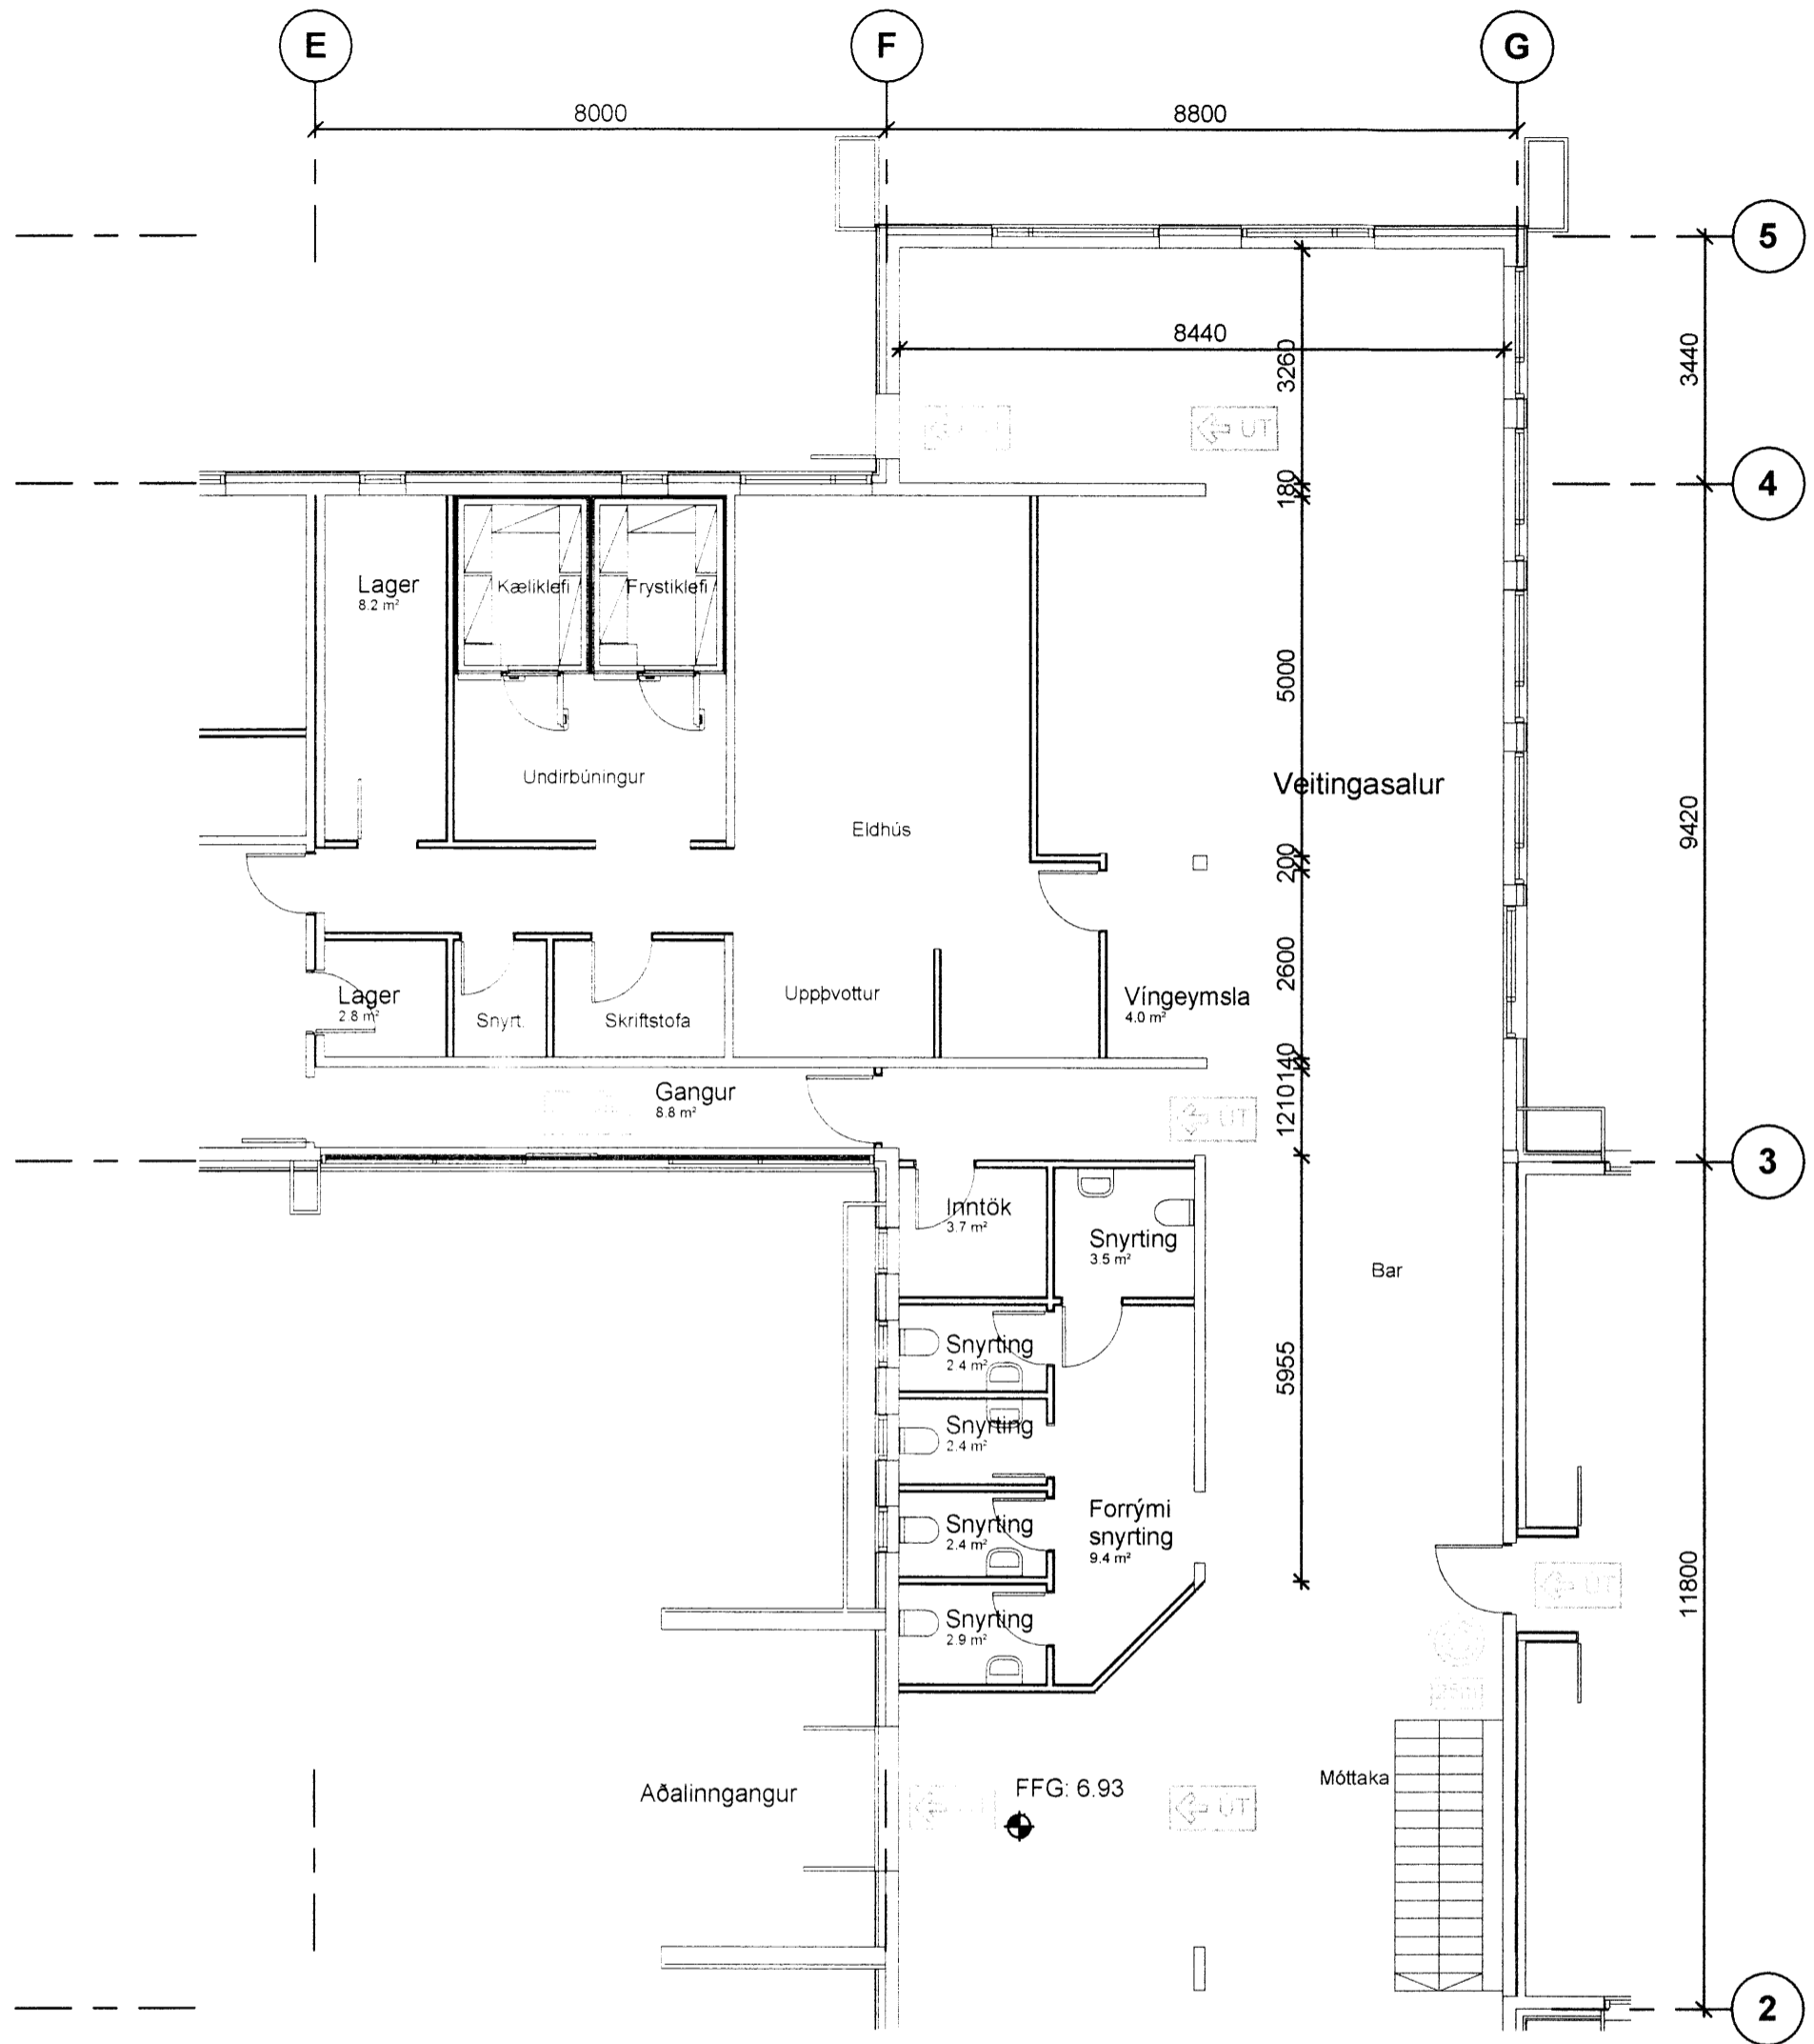 E
F
G
8000
8800
5
8440
3260
3440
ÚT
4
180
Lager
8.2 m²
Kæliklefi
Frystiklefi
5000
Undirbúningur
Veitingasalur
Eldhús
9420
200
2600
Lager
2.8 m²
Snyrt.
Skriftstofa
Uppþvottur
Víngeymsla
4.0 m²
140
Gangur
8.8 m²
1210
ÚT
3
Inntök
3.7 m²
Snyrting
3.5 m²
Bar
Snyrting
2.4 m²
5955
Snyrting
2.4 m²
Forrými
snyrting
9.4 m²
Snyrting
2.4 m²
ÚT
11800
Snyrting
2.9 m²
Móttaka
Aðalinngangur
FFG: 6.93
ÚT
2